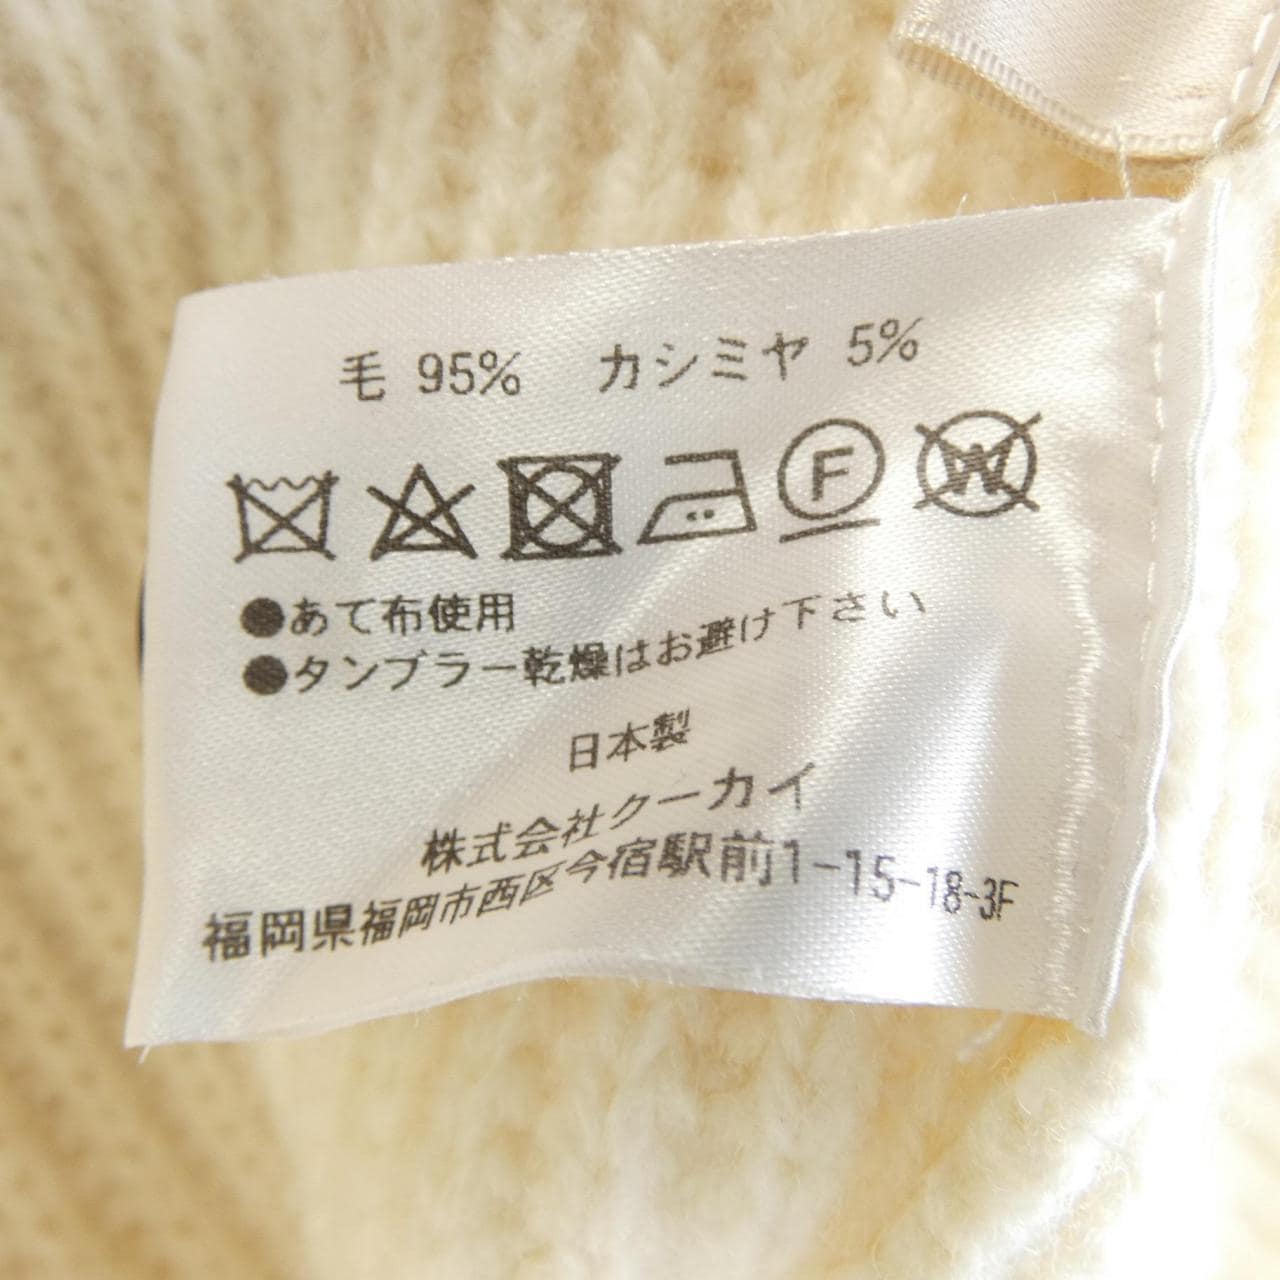 毛 95% カシミヤ 5%
F W
●あて布使用
●タンブラー乾燥はお避け下さい
日本製
株式会社クーカイ
福岡県福岡市西区今宿駅前1-15-18-3F